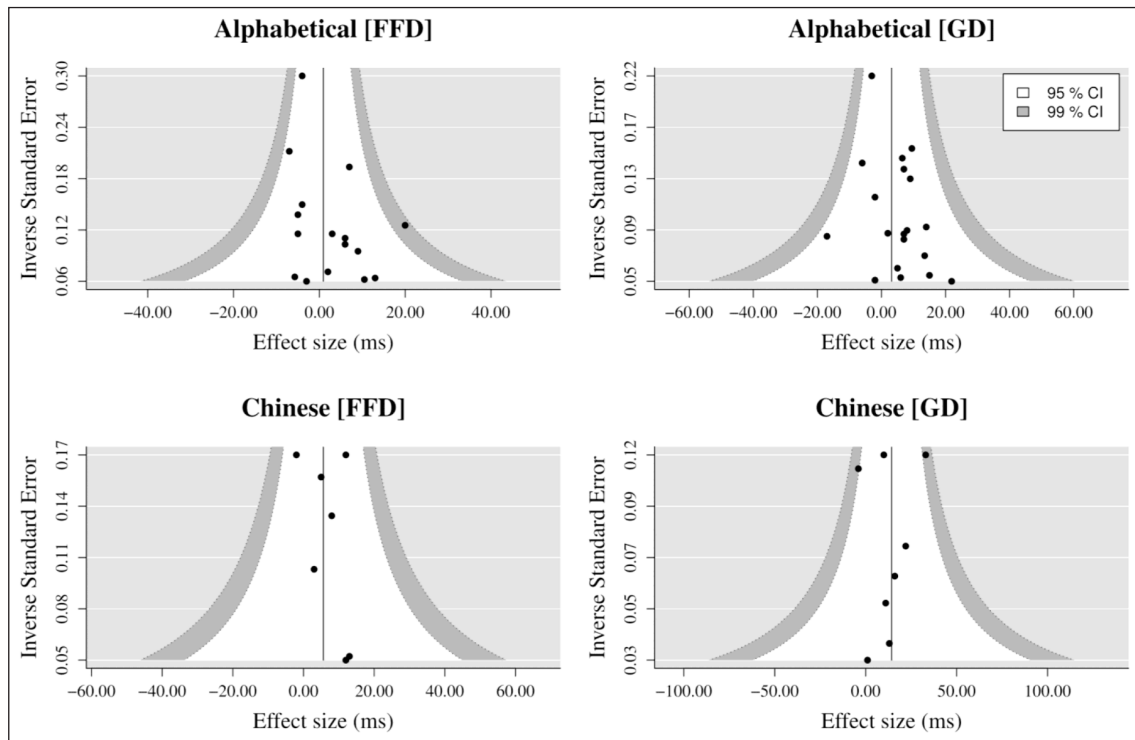 Alphabetical [FFD]
Inverse Standard Error
0.30
0.24
0.18
0.12
0.06
−40.00 −20.00 0.00 20.00 40.00
Effect size (ms)
Alphabetical [GD]
Inverse Standard Error
0.22
0.17
0.13
0.09
0.05
95 % CI
99 % CI
−60.00 −40.00 −20.00 0.00 20.00 40.00 60.00
Effect size (ms)
Chinese [FFD]
Inverse Standard Error
0.17
0.14
0.11
0.08
0.05
−60.00 −40.00 −20.00 0.00 20.00 40.00 60.00
Effect size (ms)
Chinese [GD]
Inverse Standard Error
0.12
0.09
0.07
0.05
0.03
−100.00 −50.00 0.00 50.00 100.00
Effect size (ms)